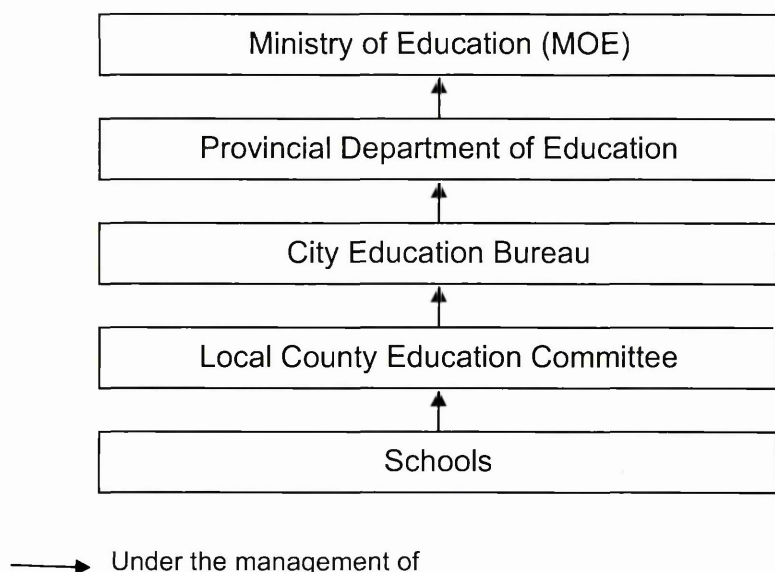 Ministry of Education (MOE)
Provincial Department of Education
City Education Bureau
Local County Education Committee
Schools
Under the management of